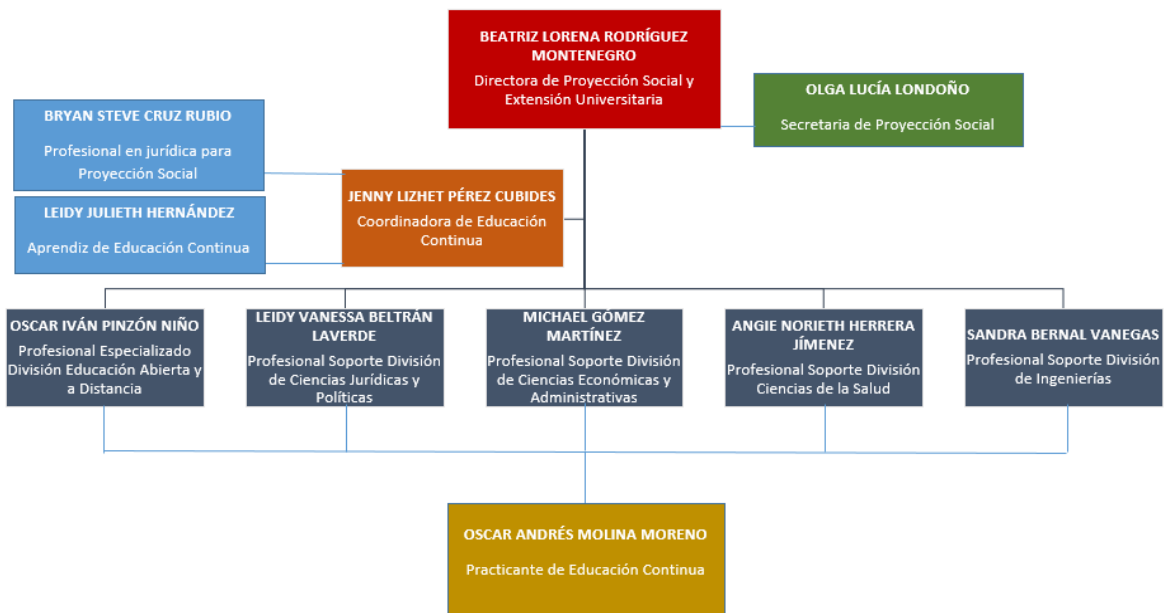 BEATRIZ LORENA RODRÍGUEZ
MONTENEGRO
Directora de Proyección Social y
Extensión Universitaria
OLGA LUCÍA LONDOÑO
Secretaria de Proyección Social
BRYAN STEVE CRUZ RUBIO
Profesional en jurídica para
Proyección Social
JENNY LIZHET PÉREZ CUBIDES
Coordinadora de Educación
Continua
LEIDY JULIETH HERNÁNDEZ
Aprendiz de Educación Continua
OSCAR IVÁN PINZÓN NIÑO
Profesional Especializado
División Educación Abierta y
a Distancia
LEIDY VANESSA BELTRÁN
LAVERDE
Profesional Soporte División
de Ciencias Jurídicas y
Políticas
MICHAEL GÓMEZ
MARTÍNEZ
Profesional Soporte División
de Ciencias Económicas y
Administrativas
ANGIE NORIETH HERRERA
JÍMENEZ
Profesional Soporte División
Ciencias de la Salud
SANDRA BERNAL VANEGAS
Profesional Soporte División
de Ingenierías
OSCAR ANDRÉS MOLINA MORENO
Practicante de Educación Continua